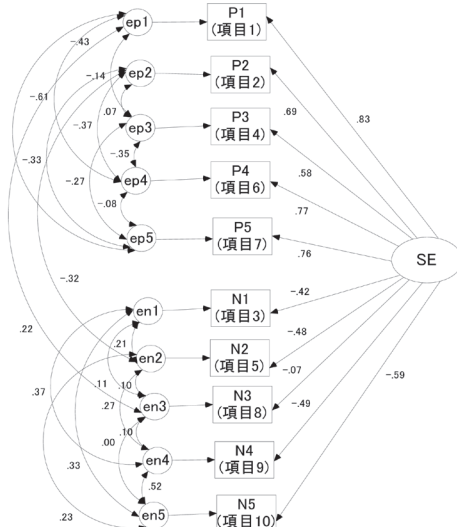 ep1
P1
(項目1)
-.43
ep2
P2
(項目2)
-.14
.83
-.61
.07
.69
ep3
P3
(項目4)
-.37
-.35
-.33
.58
ep4
P4
(項目6)
-.27
.77
-.08
ep5
P5
(項目7)
.76
SE
-.32
-.42
en1
N1
(項目3)
.22
-.48
.21
en2
N2
(項目5)
-.07
-.59
.37
.11
.10
.27
en3
N3
(項目8)
-.49
.10
.00
en4
N4
(項目9)
.33
.52
.23
en5
N5
(項目10)